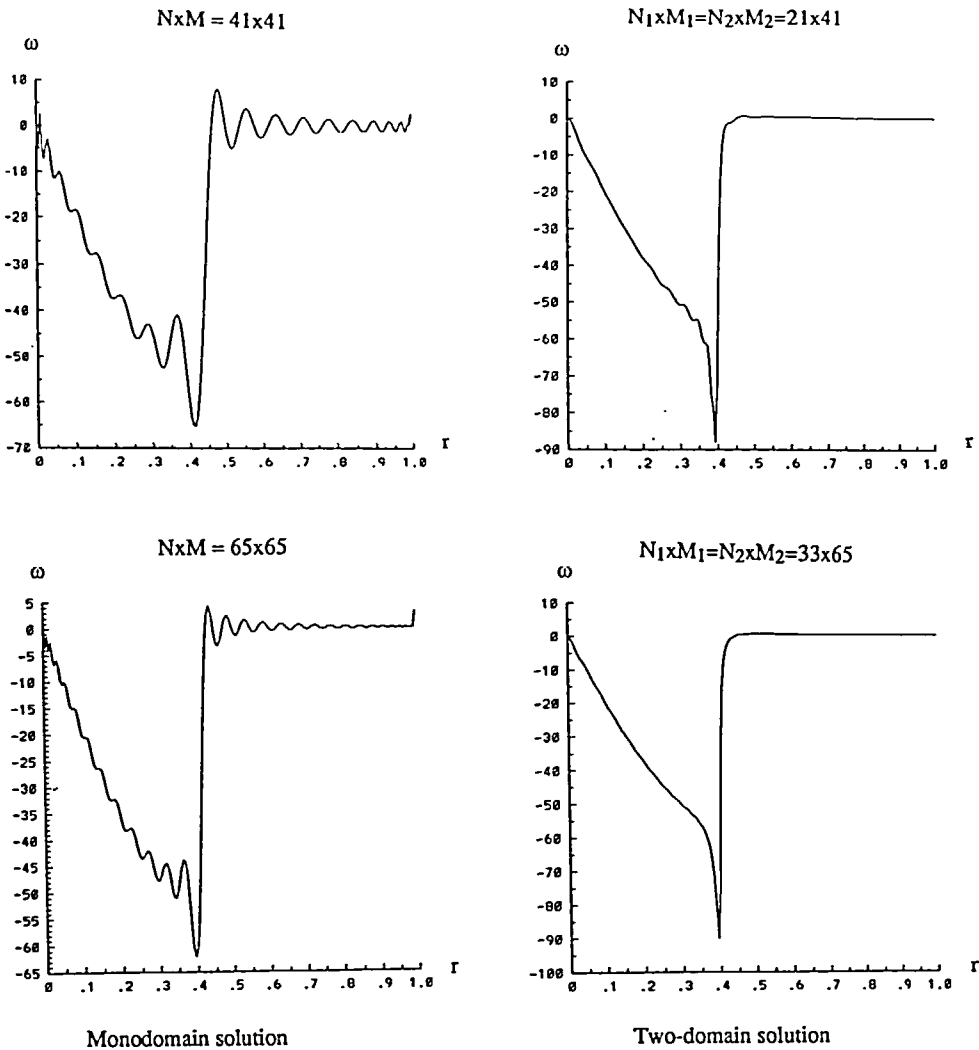 NxM = 41x41
ω
10
0
-10
-20
-30
-40
-50
-60
-70
0 .1 .2 .3 .4 .5 .6 .7 .8 .9 1.0
r
N₁xM₁=N₂xM₂=21x41
ω
10
0
-10
-20
-30
-40
-50
-60
-70
-80
-90
0 .1 .2 .3 .4 .5 .6 .7 .8 .9 1.0
r
NxM = 65x65
ω
5
0
-5
-10
-15
-20
-25
-30
-35
-40
-45
-50
-55
-60
-65
0 .1 .2 .3 .4 .5 .6 .7 .8 .9 1.0
r
Monodomain solution
N₁xM₁=N₂xM₂=33x65
ω
10
0
-10
-20
-30
-40
-50
-60
-70
-80
-90
-100
0 .1 .2 .3 .4 .5 .6 .7 .8 .9 1.0
r
Two-domain solution